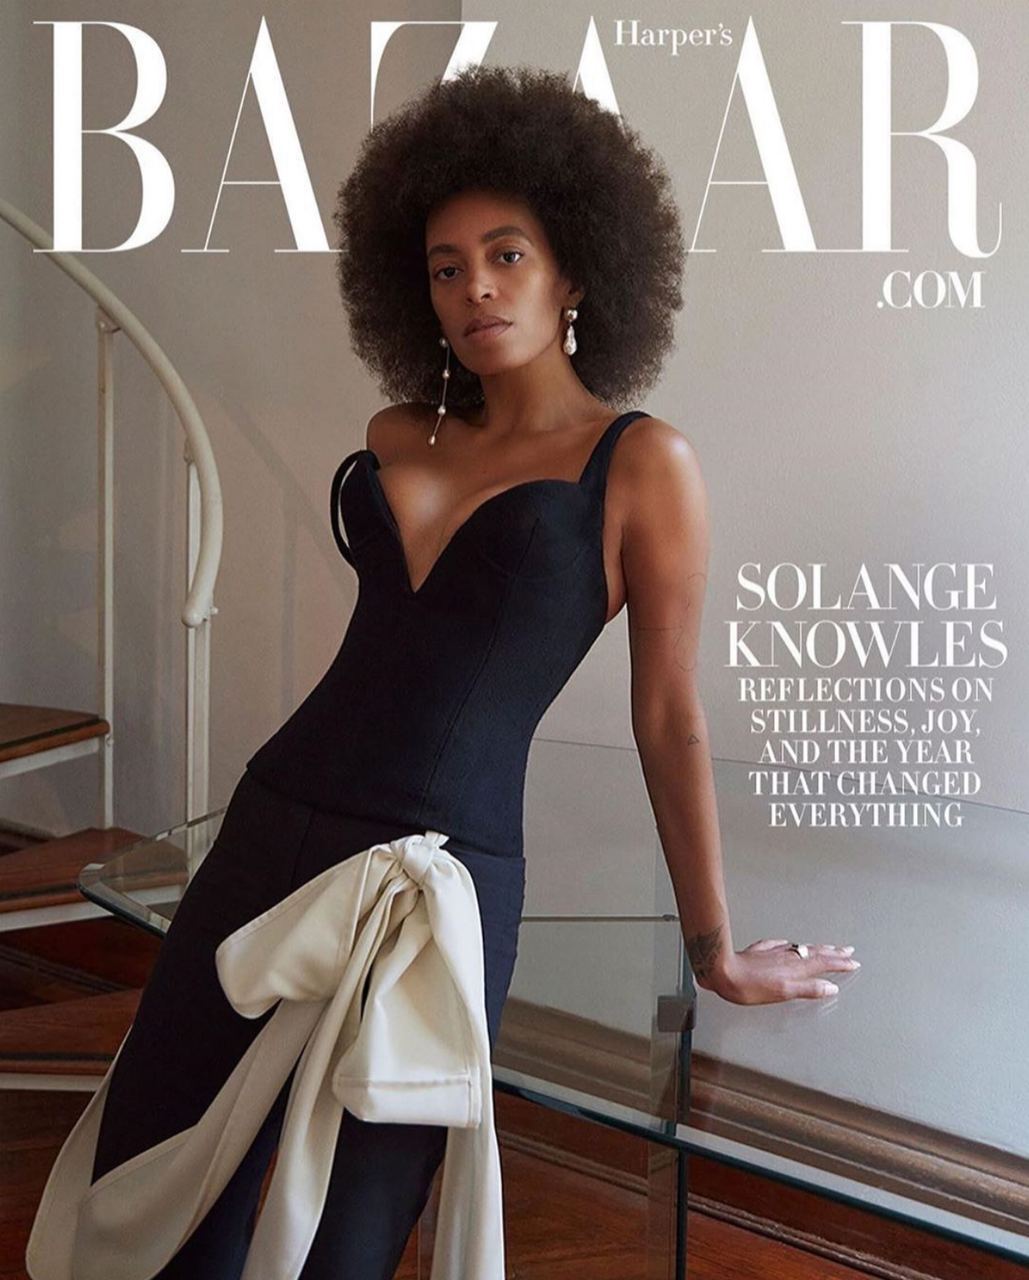 Harper's
BAZAAR
.COM
SOLANGE
KNOWLES
REFLECTIONS ON
STILLNESS, JOY,
AND THE YEAR
THAT CHANGED
EVERYTHING